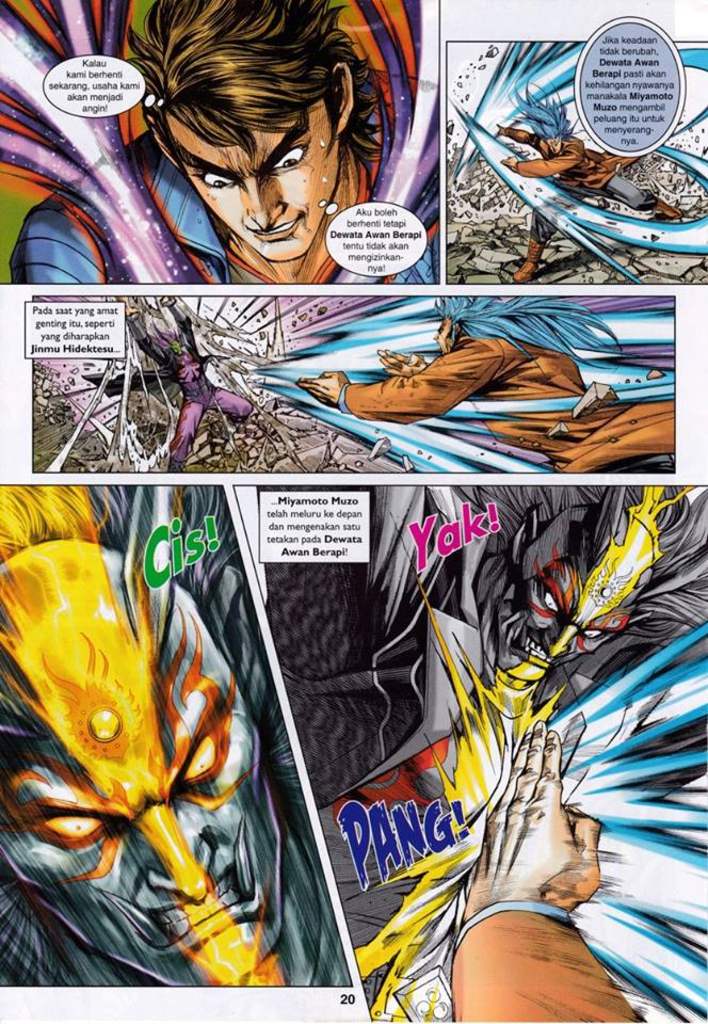 Kalau
kami berhenti
sekarang, usaha kami
akan menjadi
angin!
Aku boleh
berhenti tetapi
Dewata Awan Berapi
tentu tidak akan
mengizinkan-
nya!
Jika keadaan
tidak berubah,
Dewata Awan
Berapi pasti akan
kehilangan nyawanya
manakala Miyamoto
Muzo mengambil
peluang itu untuk
menyerang-
nya.
Pada saat yang amat
genting itu, seperti
yang diharapkan
Jinmu Hidektesu...
Cis!
...Miyamoto Muzo
telah meluru ke depan
dan mengenakan satu
tetakan pada Dewata
Awan Berapi!
Yak!
PANG!
20